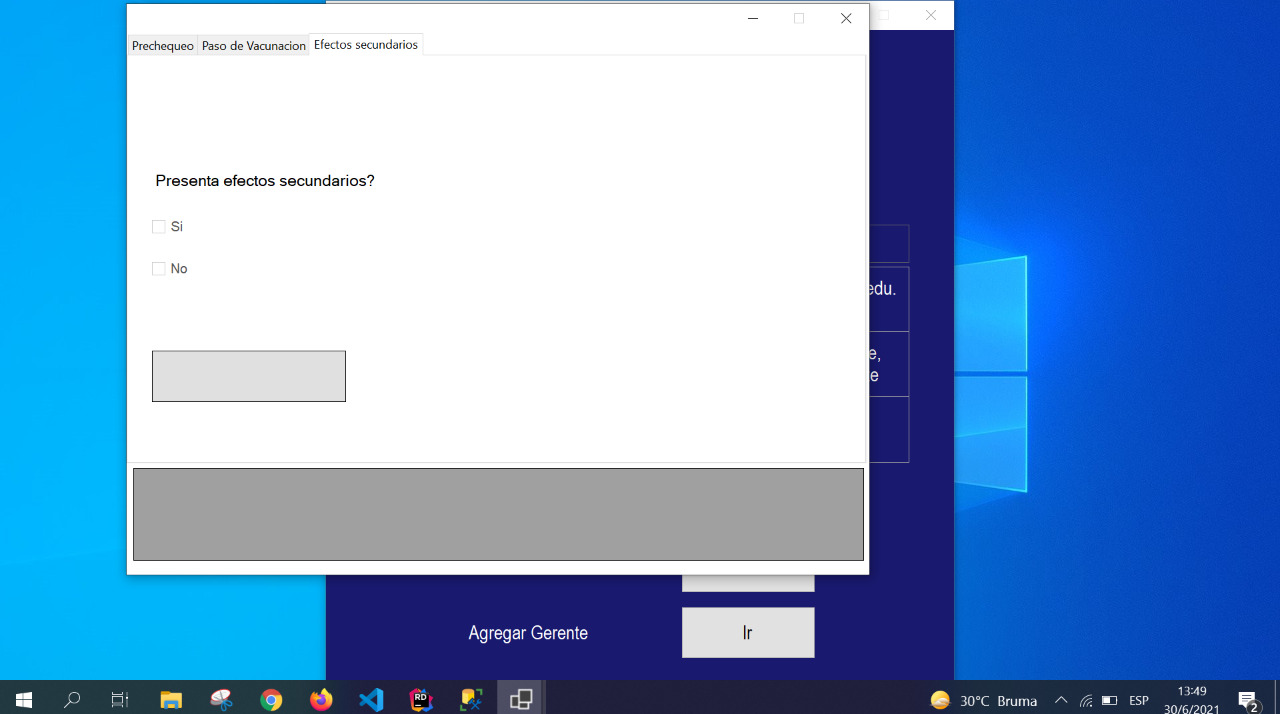 Prechequeo Paso de Vacunacion Efectos secundarios
Presenta efectos secundarios?
Si
No
edu.
e,
e
Agregar Gerente Ir
RD
30°C Bruma ESP 13:49
30/6/2021 2